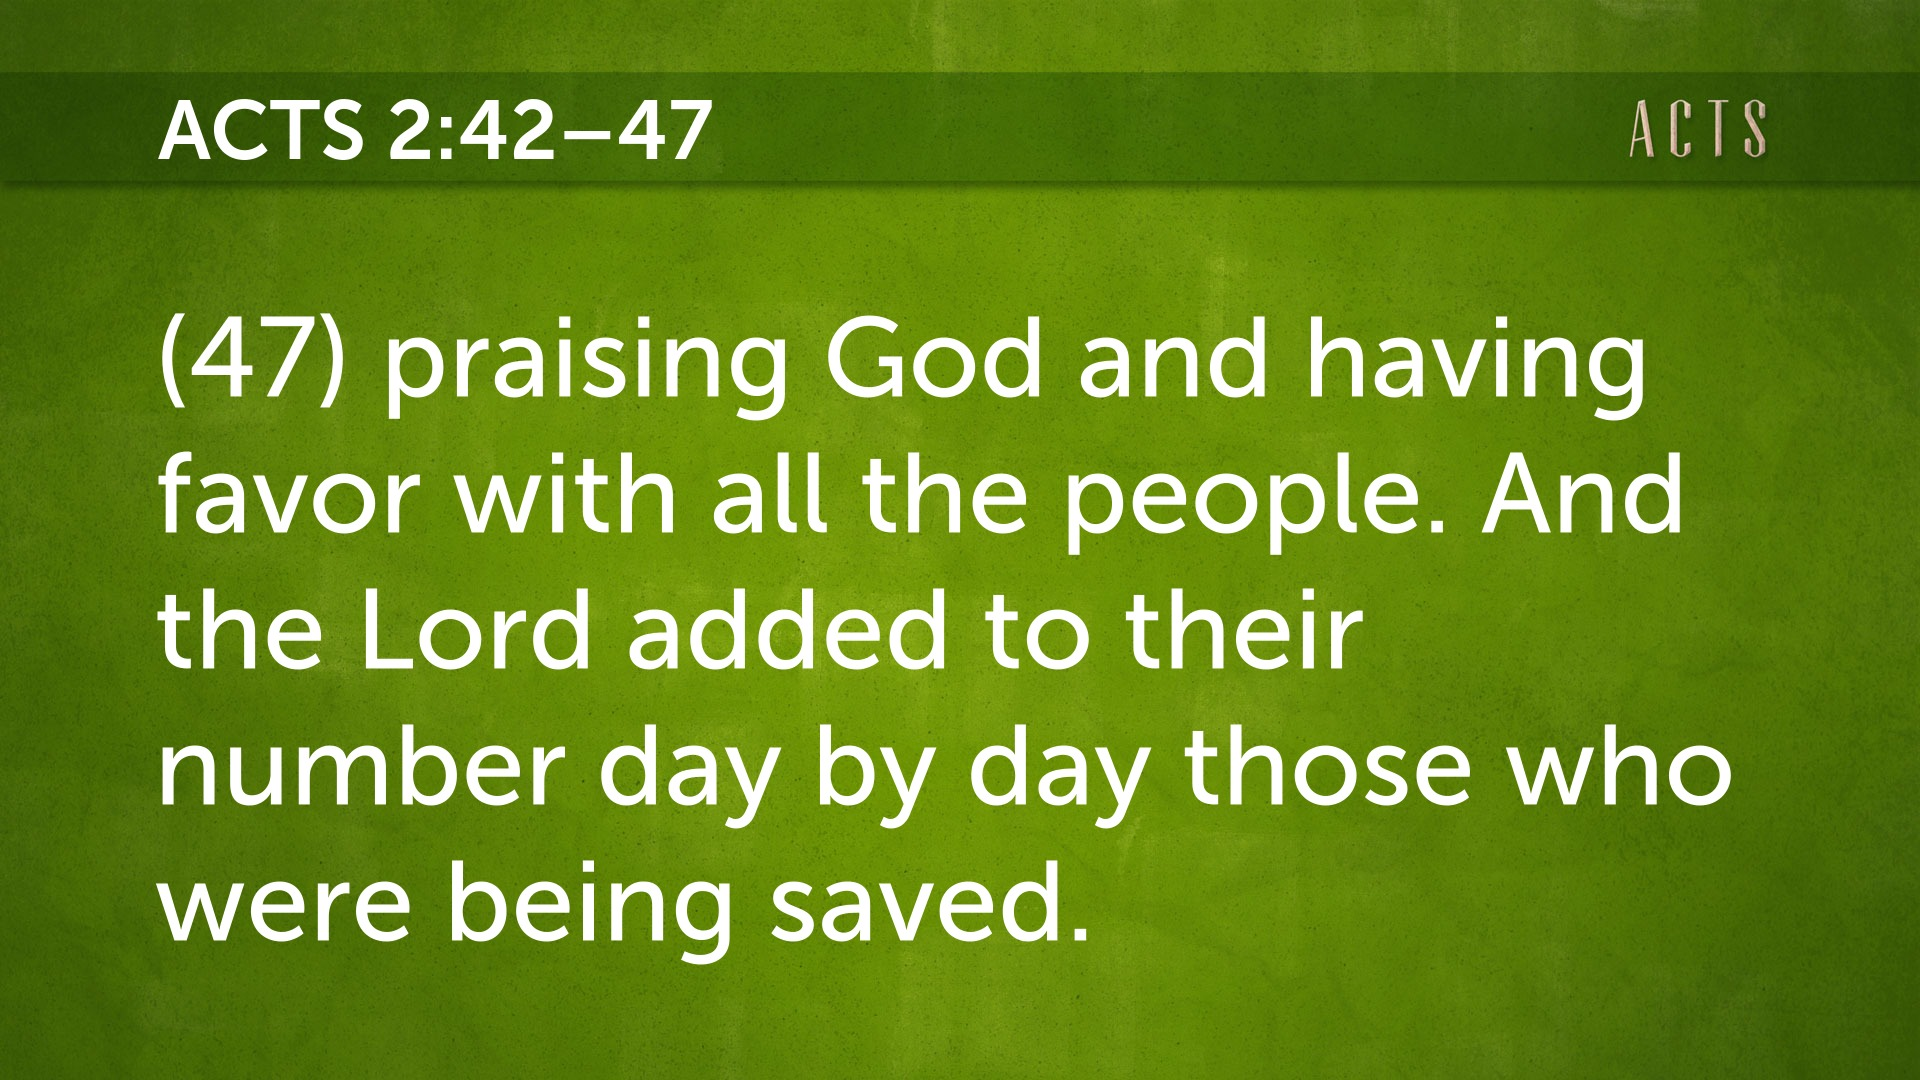 ACTS 2:42–47
ACTS
(47) praising God and having
favor with all the people. And
the Lord added to their
number day by day those who
were being saved.